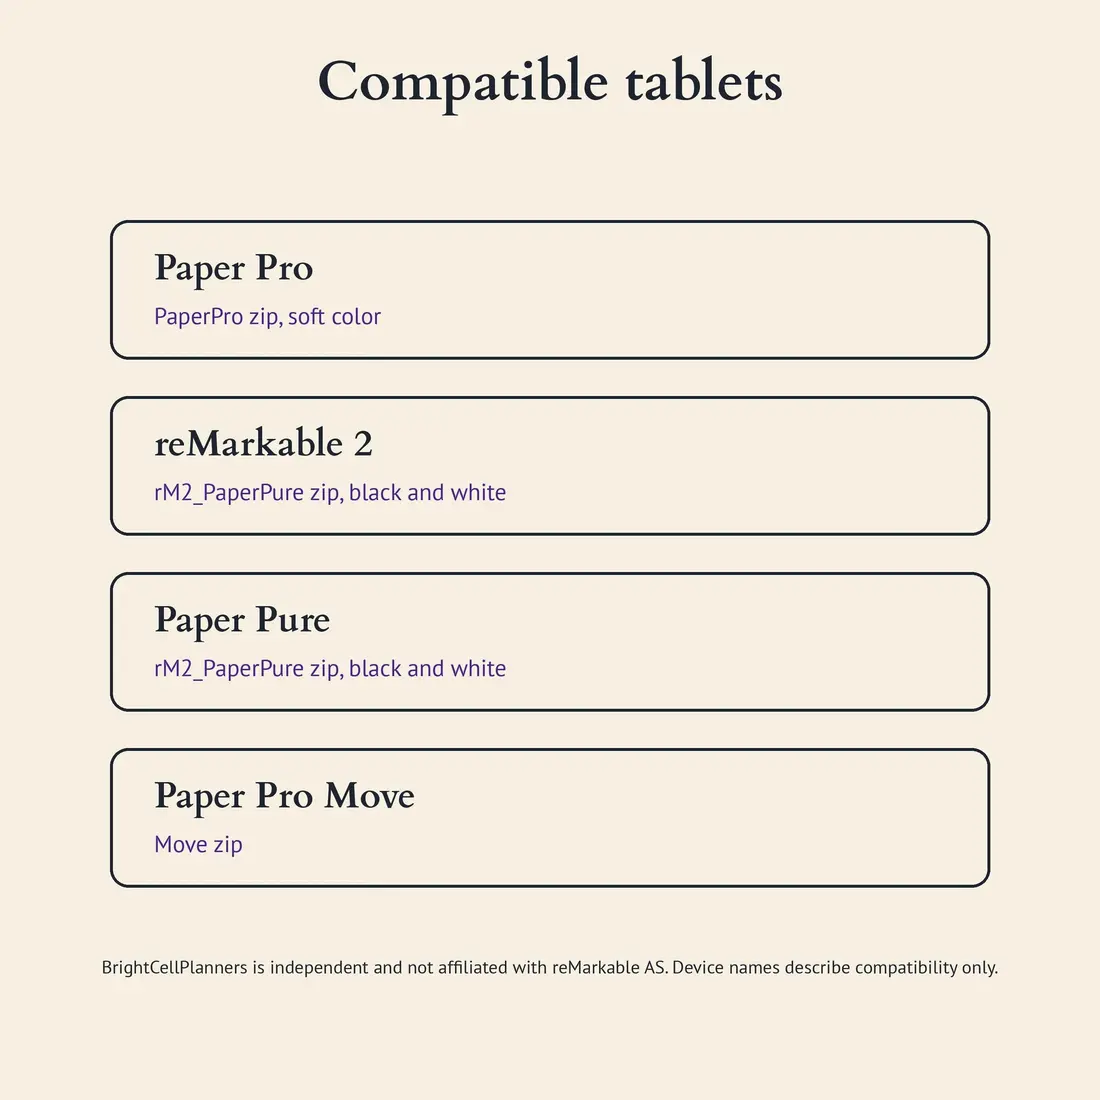 Compatible tablets
Paper Pro
PaperPro zip, soft color
reMarkable 2
rM2_PaperPure zip, black and white
Paper Pure
rM2_PaperPure zip, black and white
Paper Pro Move
Move zip
BrightCellPlanners is independent and not affiliated with reMarkable AS. Device names describe compatibility only.